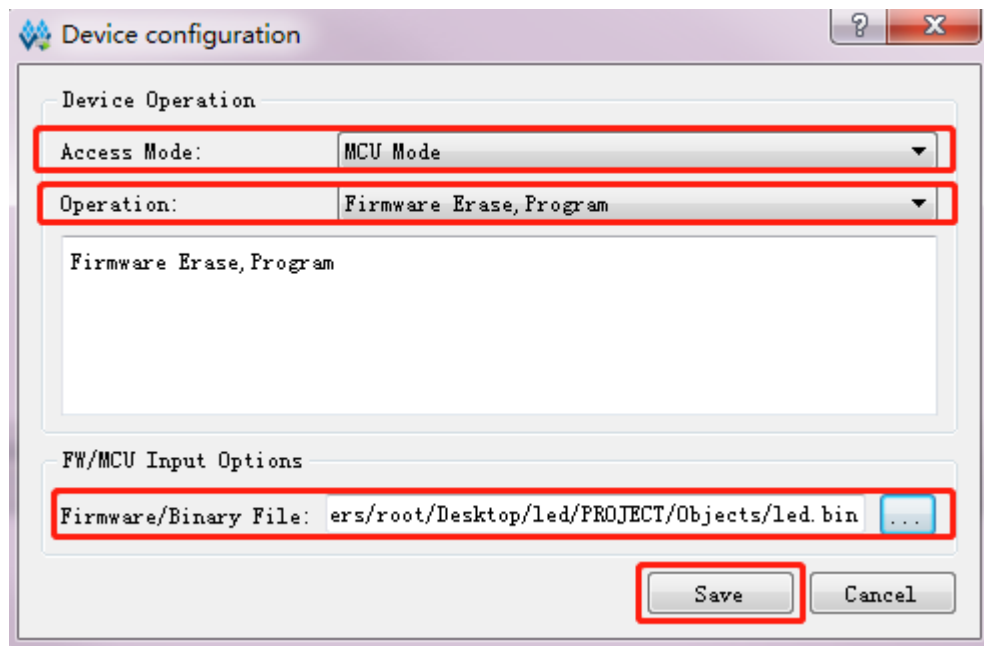 Device configuration
?
X
Device Operation
Access Mode: MCU Mode
Operation: Firmware Erase,Program
Firmware Erase,Program
FW/MCU Input Options
Firmware/Binary File: ers/root/Desktop/led/PROJECT/Objects/led.bin ...
Save Cancel